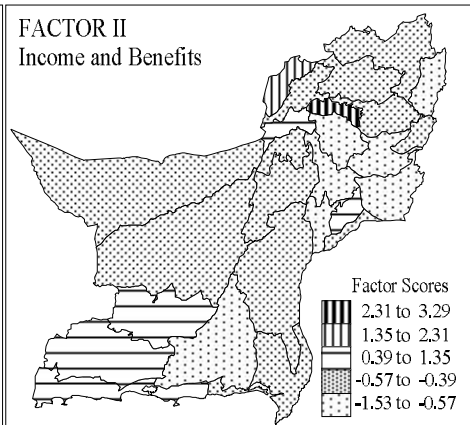 FACTOR II
Income and Benefits
Factor Scores
2.31 to 3.29
1.35 to 2.31
0.39 to 1.35
-0.57 to -0.39
-1.53 to -0.57